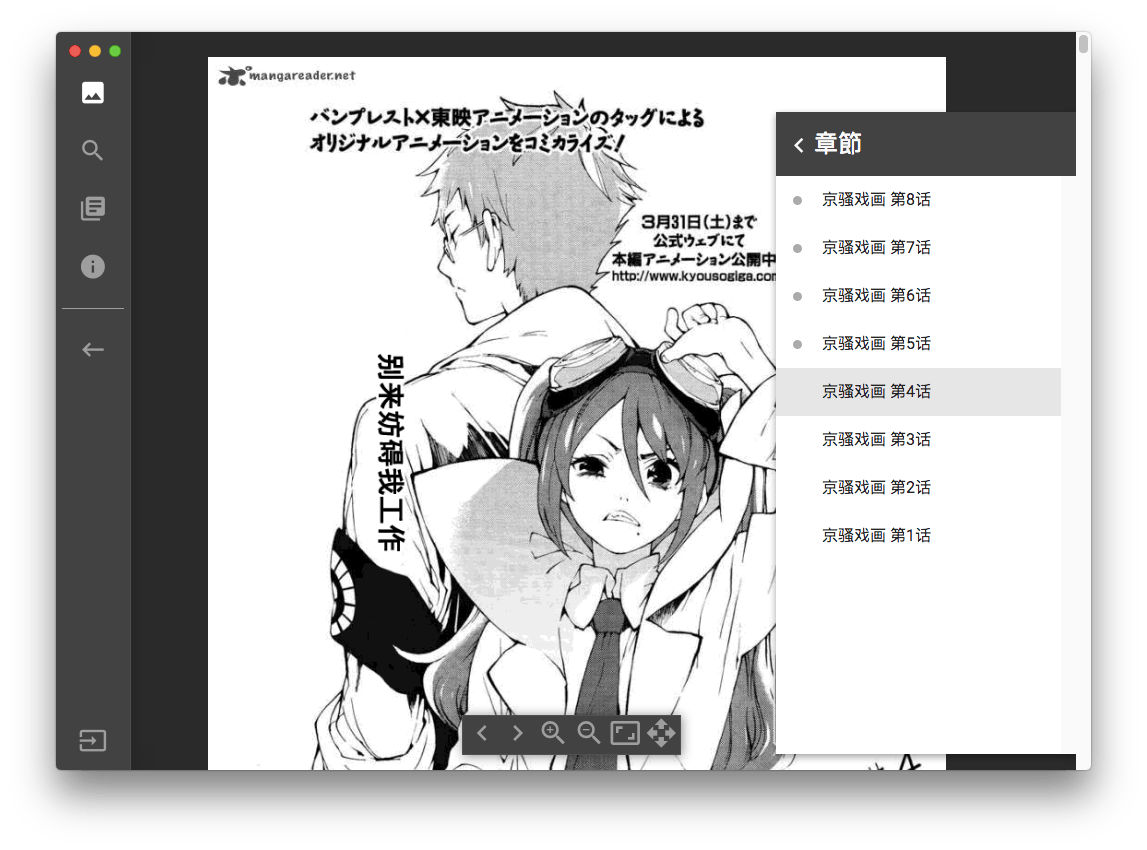 mangareader.net
バンプレスト×東映アニメーションのタッグによる
オリジナルアニメーションをコミカライズ!
3月31日(土)まで
公式ウェブにて
本編アニメーション公開中
http://www.kyousogiga.com
别来妨碍我工作
章節
京骚戏画 第8话
京骚戏画 第7话
京骚戏画 第6话
京骚戏画 第5话
京骚戏画 第4话
京骚戏画 第3话
京骚戏画 第2话
京骚戏画 第1话